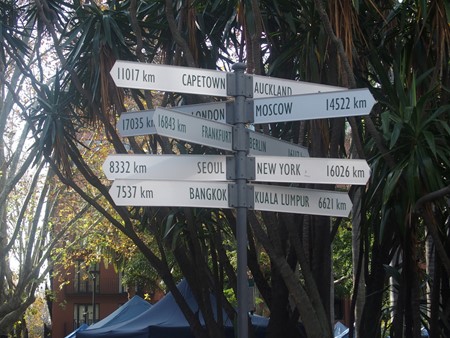 11017 km CAPETOWN
AUCKLAND
MOSCOW 14522 km
17035 km LONDON
16843 km FRANKFURT
BERLIN
8332 km SEOUL
NEW YORK 16026 km
7537 km BANGKOK
KUALA LUMPUR 6621 km